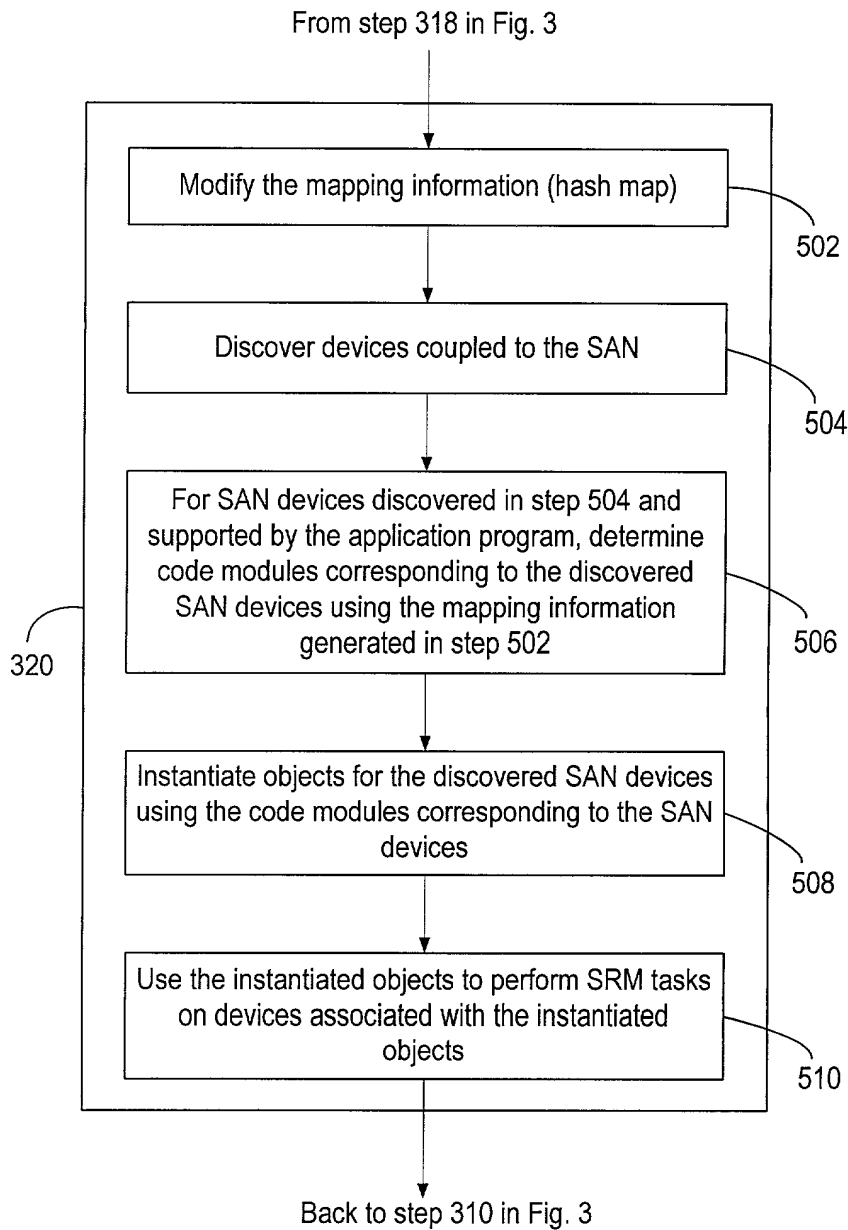 From step 318 in Fig. 3
Modify the mapping information (hash map)
502
Discover devices coupled to the SAN
504
For SAN devices discovered in step 504 and
supported by the application program, determine
code modules corresponding to the discovered
SAN devices using the mapping information
generated in step 502
506
320
Instantiate objects for the discovered SAN devices
using the code modules corresponding to the SAN
devices
508
Use the instantiated objects to perform SRM tasks
on devices associated with the instantiated
objects
510
Back to step 310 in Fig. 3